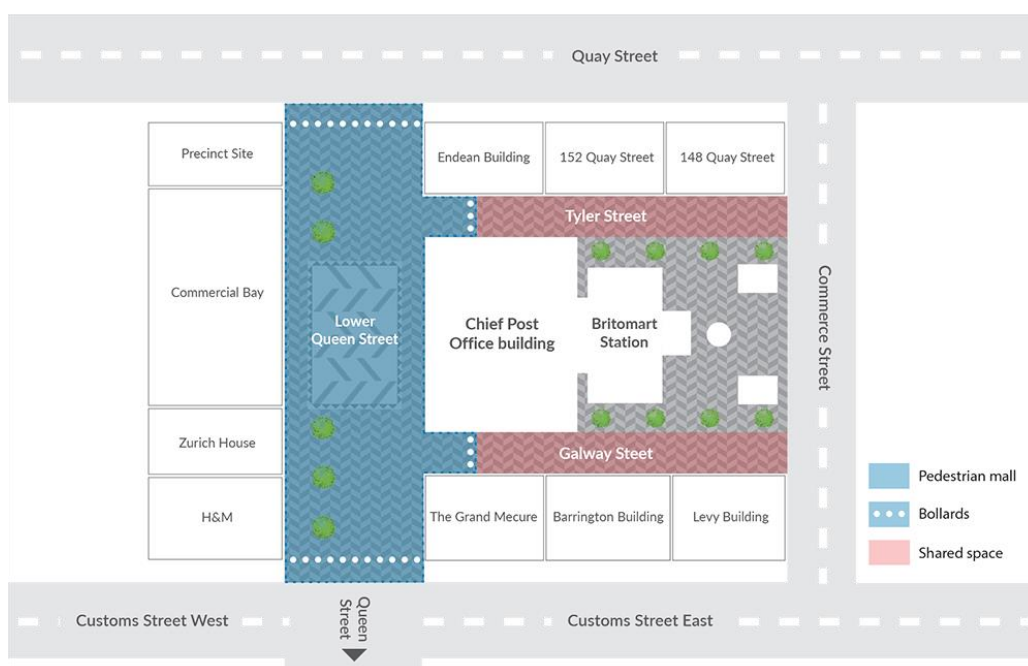 Quay Street
Precinct Site
Endean Building
152 Quay Street
148 Quay Street
Tyler Street
Commercial Bay
Lower
Queen Street
Chief Post
Office building
Britomart
Station
Commerce Street
Zurich House
Galway Steet
H&M
The Grand Mecure
Barrington Building
Levy Building
Pedestrian mall
Bollards
Shared space
Customs Street West
Queen
Street
Customs Street East